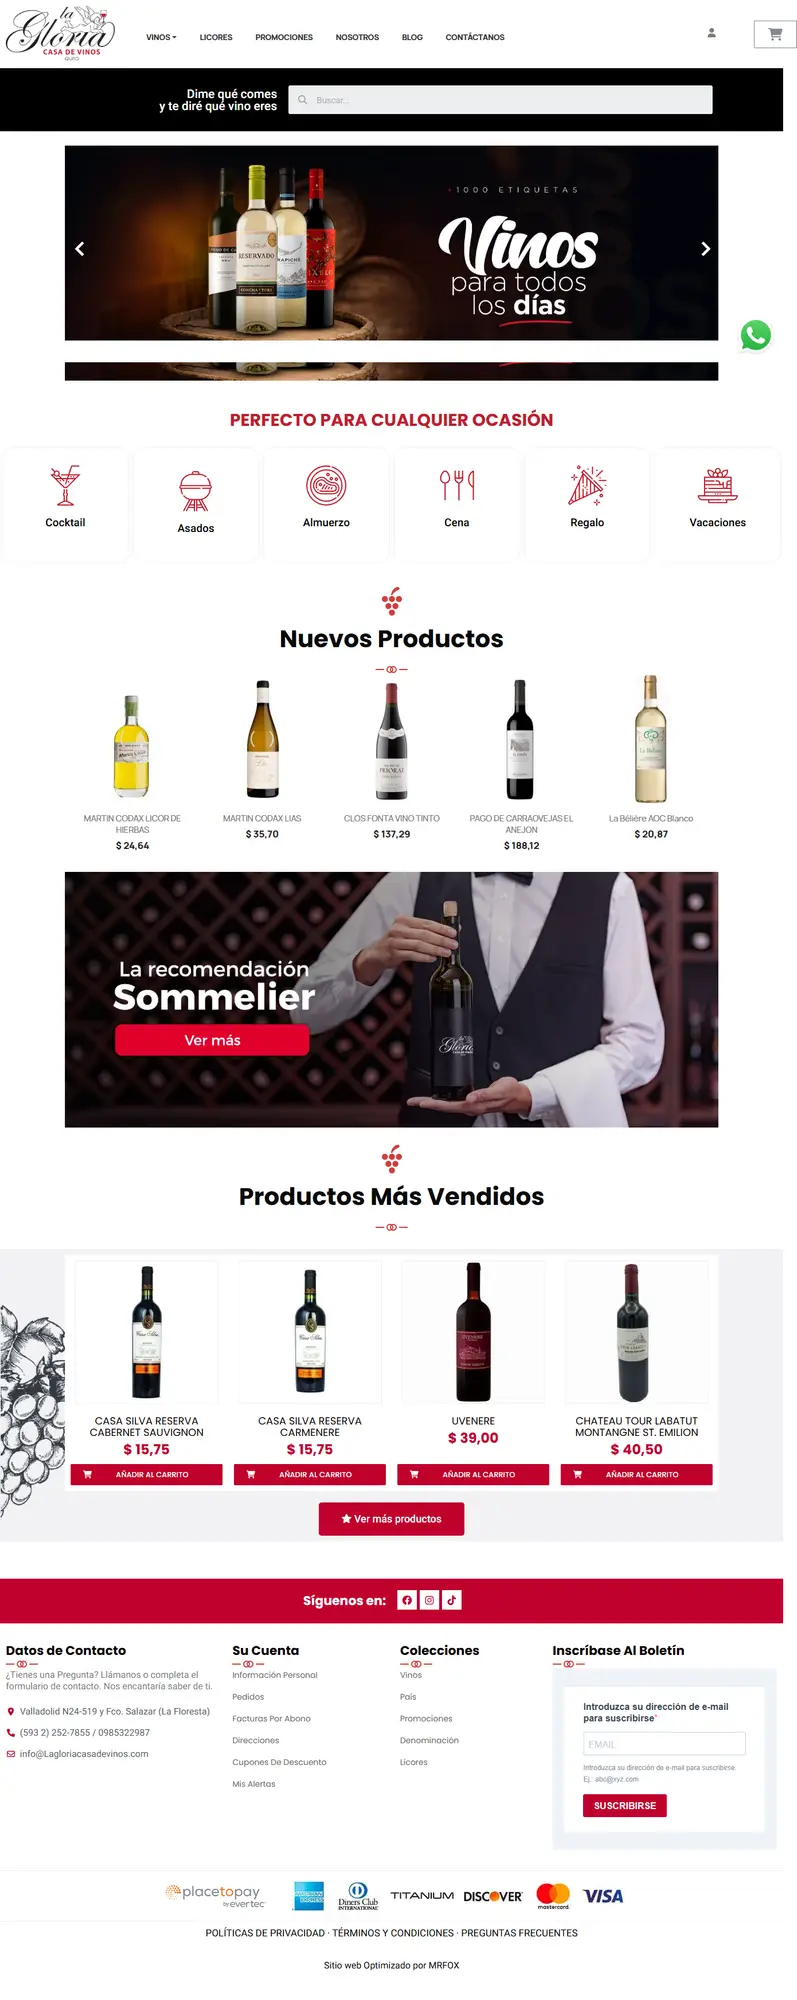 la
Gloria
CASA DE VINOS
QUITO
VINOS
LICORES
PROMOCIONES
NOSOTROS
BLOG
CONTÁCTANOS
Dime qué comes
y te diré qué vino eres
Buscar...
+1000 ETIQUETAS
Vinos
para todos
los días
RESERVADO
PERFECTO PARA CUALQUIER OCASIÓN
Cocktail
Asados
Almuerzo
Cena
Regalo
Vacaciones
Nuevos Productos
PRIORAT
MARTIN CODAX LICOR DE
HIERBAS
$ 24,64
MARTIN CODAX LIAS
$ 35,70
CLOS FONTA VINO TINTO
$ 137,29
PAGO DE CARRAOVEJAS EL
ANEJON
$ 188,12
La Bélière AOC Blanco
$ 20,87
La recomendación
Sommelier
Ver más
la
Gloria
CASA DE VINOS
Productos Más Vendidos
UVENERE
CASA SILVA RESERVA
CABERNET SAUVIGNON
$ 15,75
AÑADIR AL CARRITO
CASA SILVA RESERVA
CARMENERE
$ 15,75
AÑADIR AL CARRITO
UVENERE
$ 39,00
AÑADIR AL CARRITO
CHATEAU TOUR LABATUT
MONTANGNE ST. EMILION
$ 40,50
AÑADIR AL CARRITO
Ver más productos
Síguenos en:
Datos de Contacto
¿Tienes una Pregunta? Llámanos o completa el
formulario de contacto. Nos encantaría saber de ti.
Valladolid N24-519 y Fco. Salazar (La Floresta)
(593 2) 252-7855 / 0985322987
info@Lagloriacasadevinos.com
Su Cuenta
Información Personal
Pedidos
Facturas Por Abono
Direcciones
Cupones De Descuento
Mis Alertas
Colecciones
Vinos
País
Promociones
Denominación
Licores
Inscríbase Al Boletín
Introduzca su dirección de e-mail
para suscribirse*
EMAIL
Introduzca su dirección de e-mail para suscribirse.
Ej.: abc@xyz.com
SUSCRIBIRSE
placetopay
by evertec
AMERICAN EXPRESS
Diners Club
INTERNATIONAL
TITANIUM
DISCOVER
mastercard
VISA
POLÍTICAS DE PRIVACIDAD · TÉRMINOS Y CONDICIONES · PREGUNTAS FRECUENTES
Sitio web Optimizado por MRFOX